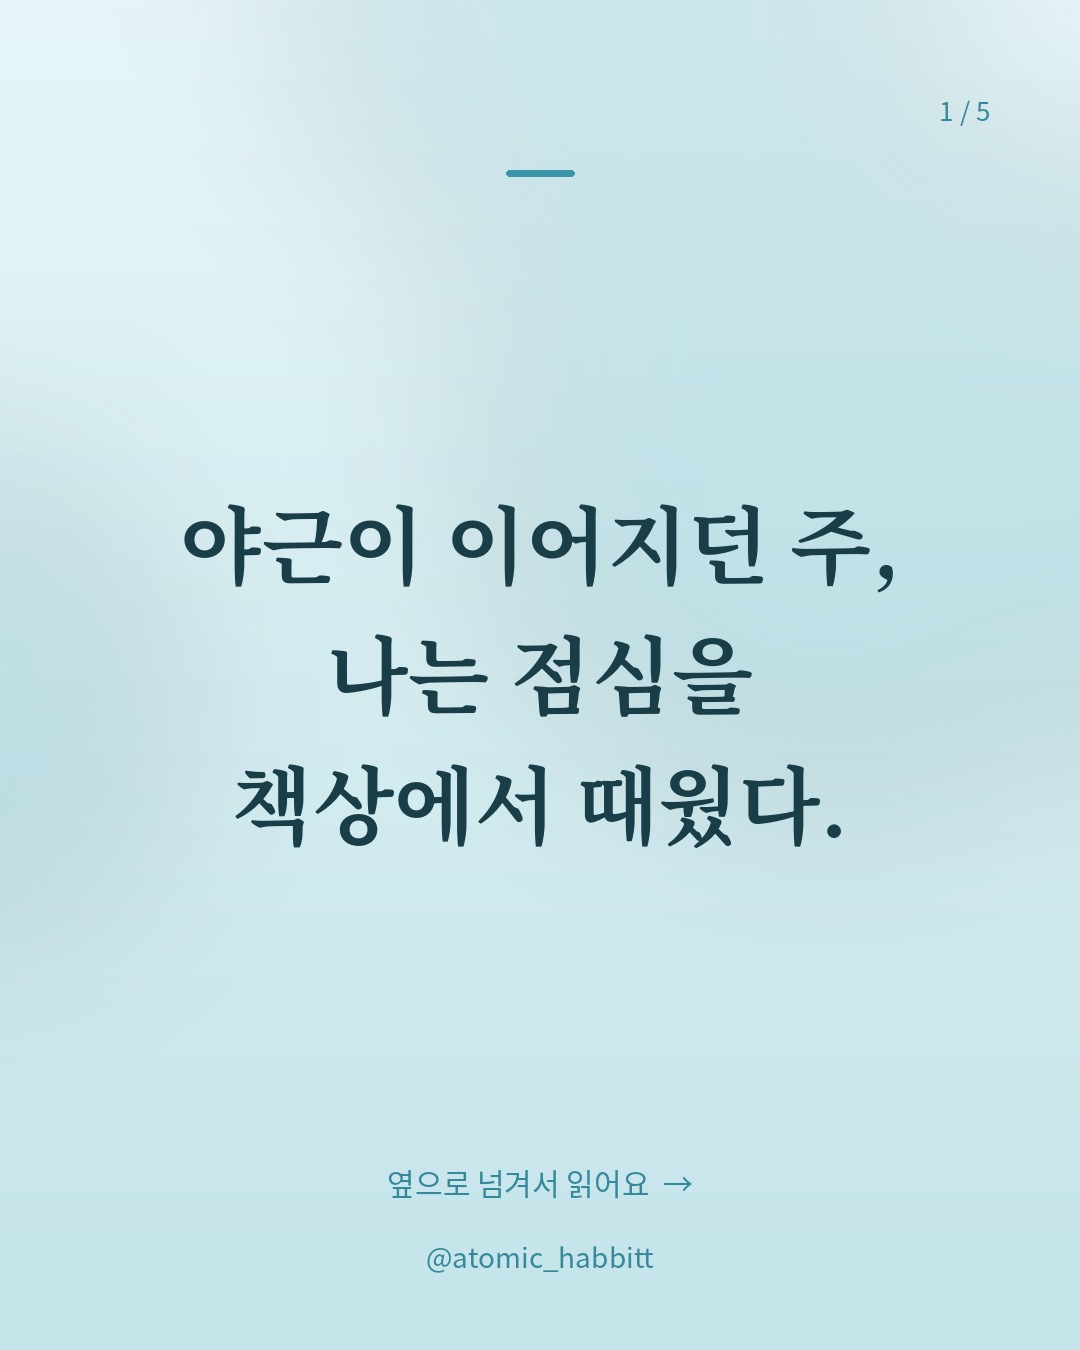 1 / 5
야근이 이어지던 주,
나는 점심을
책상에서 때웠다.
옆으로 넘겨서 읽어요 →
@atomic_habbitt